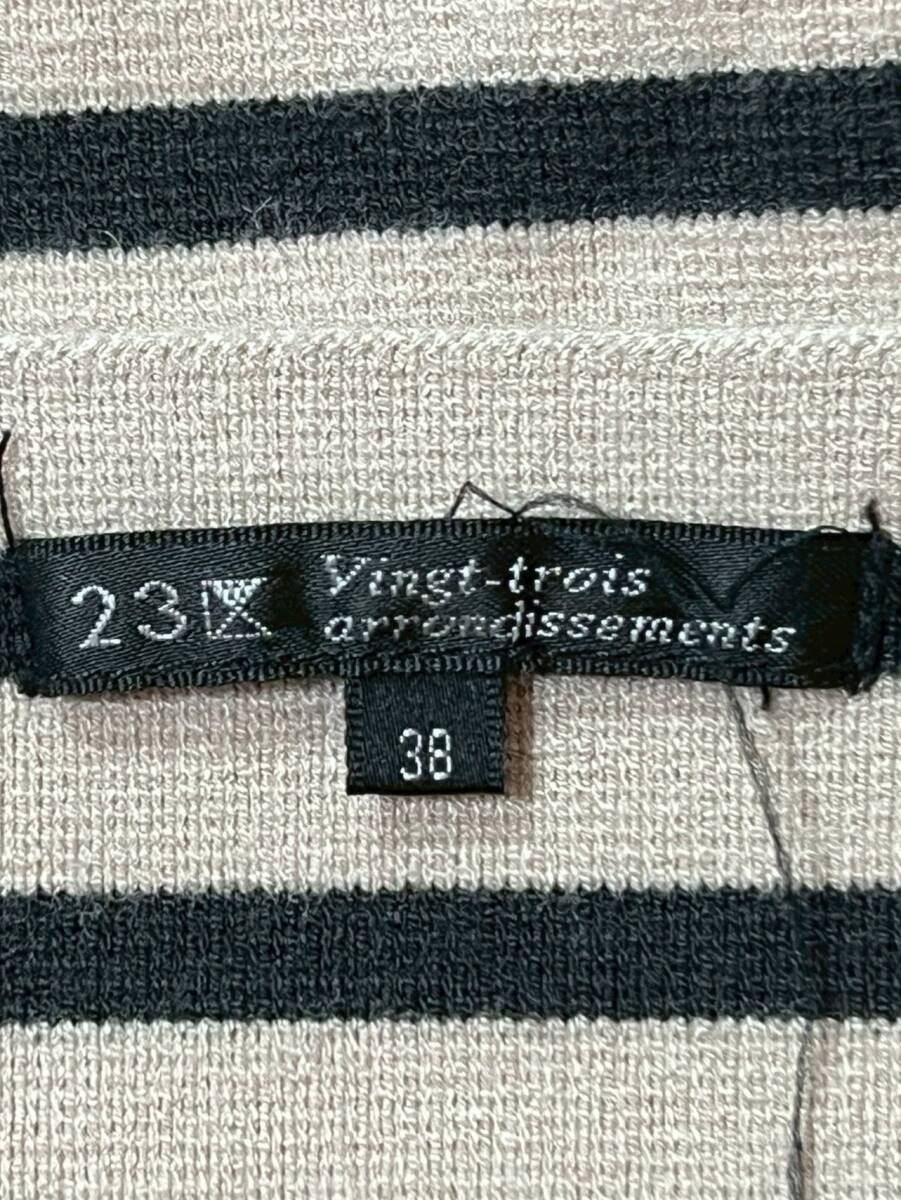 23区
Vingt-trois
arrondissements
38